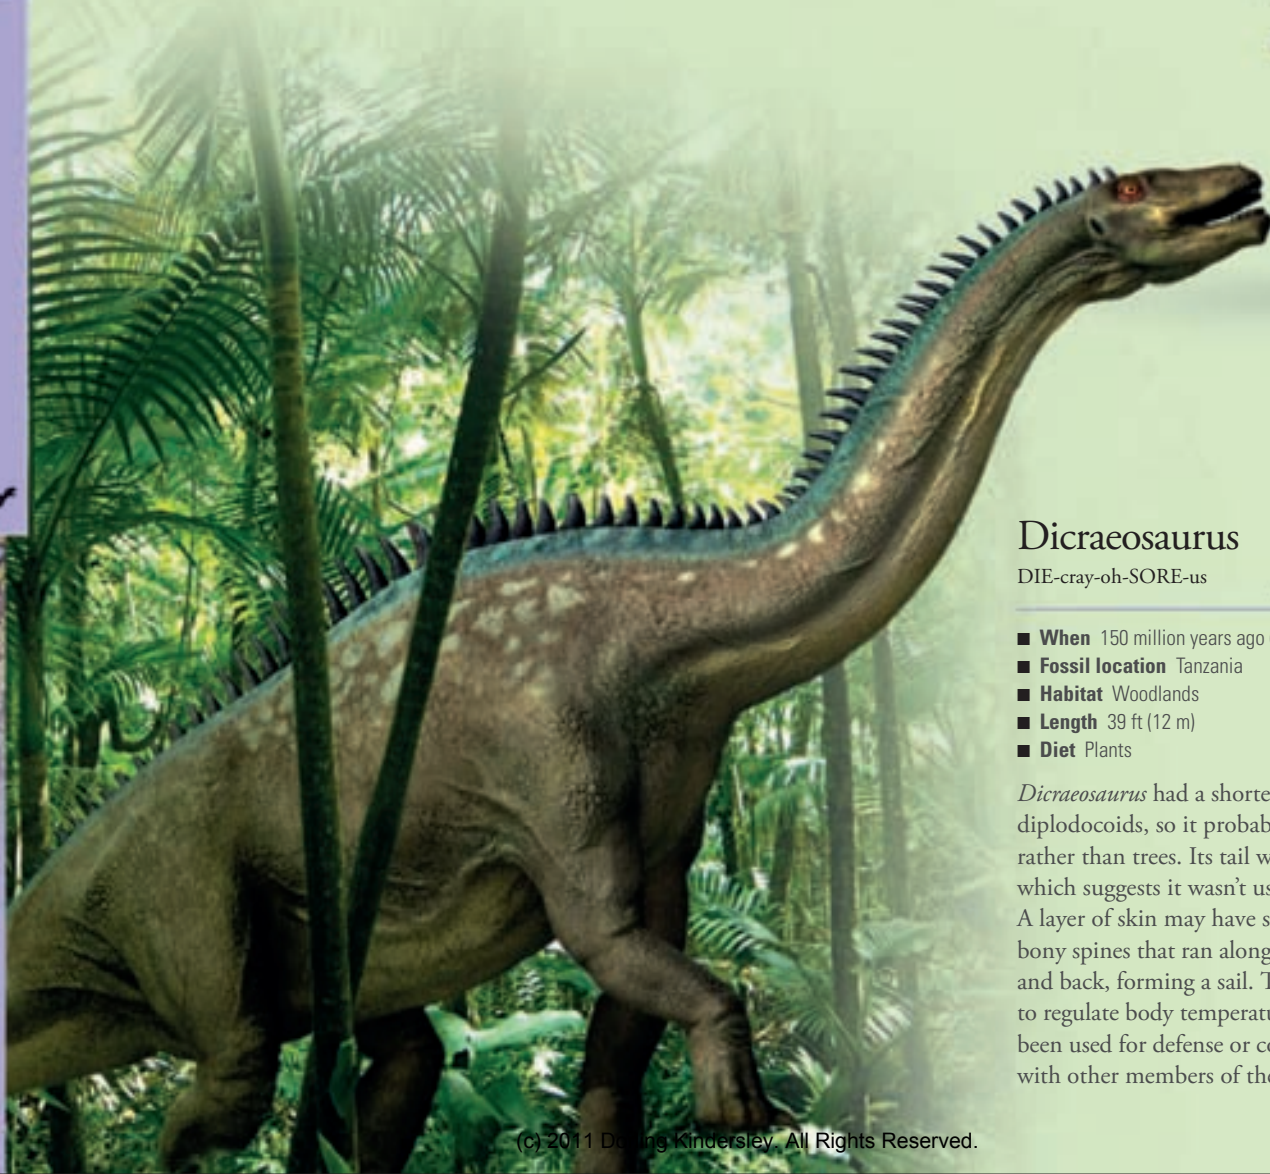 Dicraeosaurus
DIE-cray-oh-SORE-us
■ When 150 million years ago
■ Fossil location Tanzania
■ Habitat Woodlands
■ Length 39 ft (12 m)
■ Diet Plants
Dicraeosaurus had a shorte
diplodocoids, so it probab
rather than trees. Its tail w
which suggests it wasn't us
A layer of skin may have s
bony spines that ran along
and back, forming a sail. T
to regulate body temperatu
been used for defense or co
with other members of the
(c) 2011 Dorling Kindersley. All Rights Reserved.